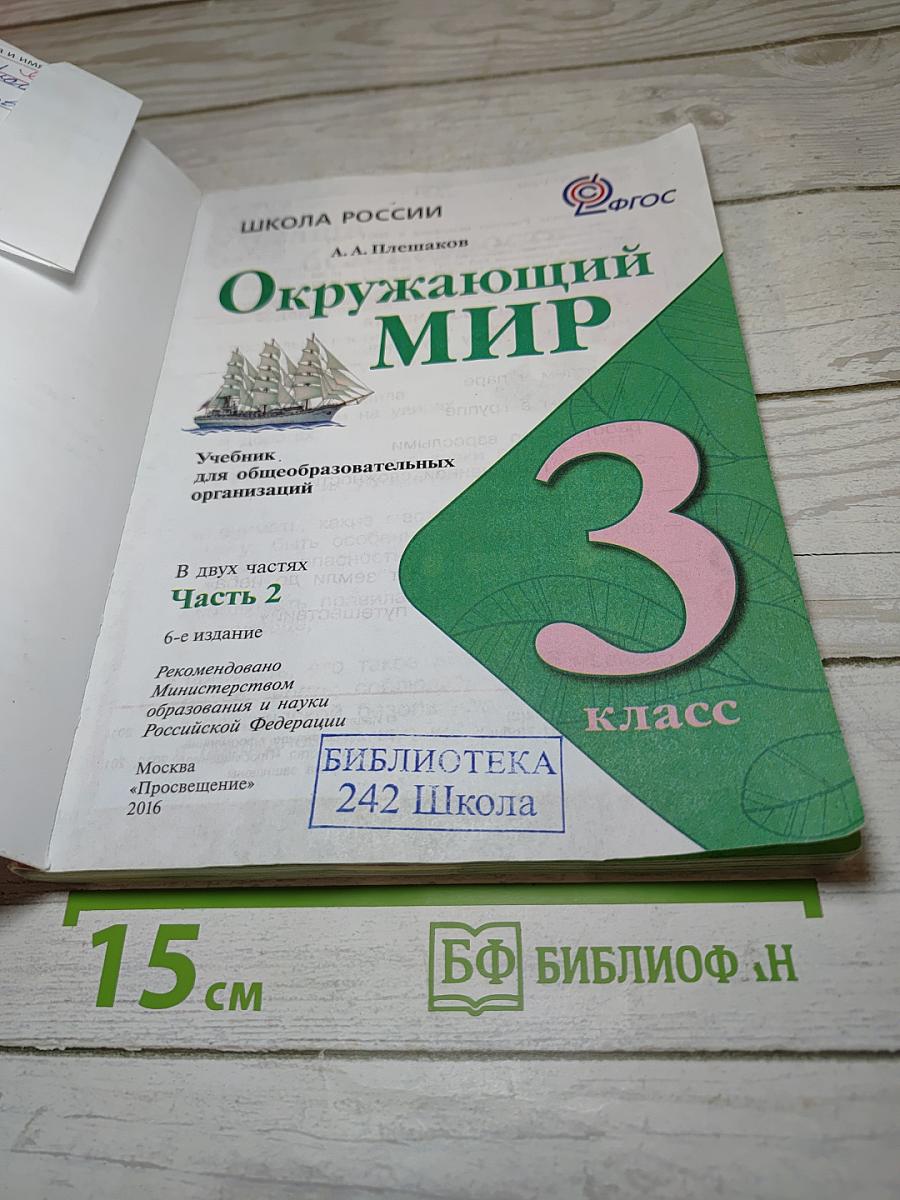 ШКОЛА РОССИИ
ФГОС
А. А. Плешаков
Окружающий
МИР
Учебник
для общеобразовательных
организаций
В двух частях
Часть 2
6-е издание
Рекомендовано
Министерством
образования и науки
Российской Федерации
Москва
«Просвещение»
2016
3
класс
БИБЛИОТЕКА
242 Школа
15 см
БФ БИБЛИОФ